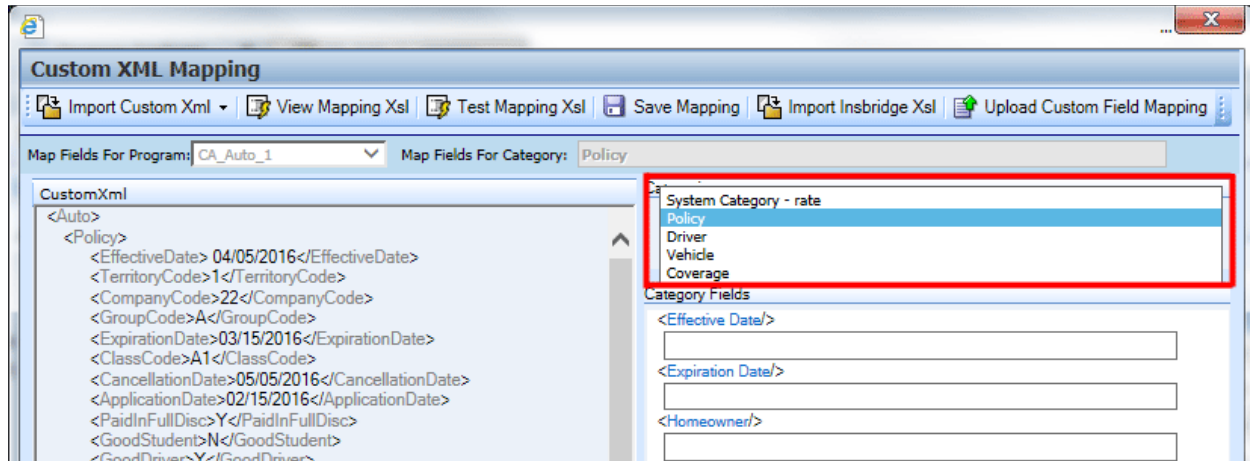 ...
Custom XML Mapping
Import Custom Xml View Mapping Xsl Test Mapping Xsl Save Mapping Import Insbridge Xsl Upload Custom Field Mapping
Map Fields For Program: CA_Auto_1 Map Fields For Category: Policy
CustomXml
<Auto>
<Policy>
<EffectiveDate> 04/05/2016</EffectiveDate>
<TerritoryCode>1</TerritoryCode>
<CompanyCode>22</CompanyCode>
<GroupCode>A</GroupCode>
<ExpirationDate>03/15/2016</ExpirationDate>
<ClassCode>A1</ClassCode>
<CancellationDate>05/05/2016</CancellationDate>
<ApplicationDate>02/15/2016</ApplicationDate>
<PaidInFullDisc>Y</PaidInFullDisc>
<GoodStudent>N</GoodStudent>
<GoodDriver>Y</GoodDriver>
System Category - rate
Policy
Driver
Vehicle
Coverage
Category Fields
<Effective Date/>
<Expiration Date/>
<Homeowner/>